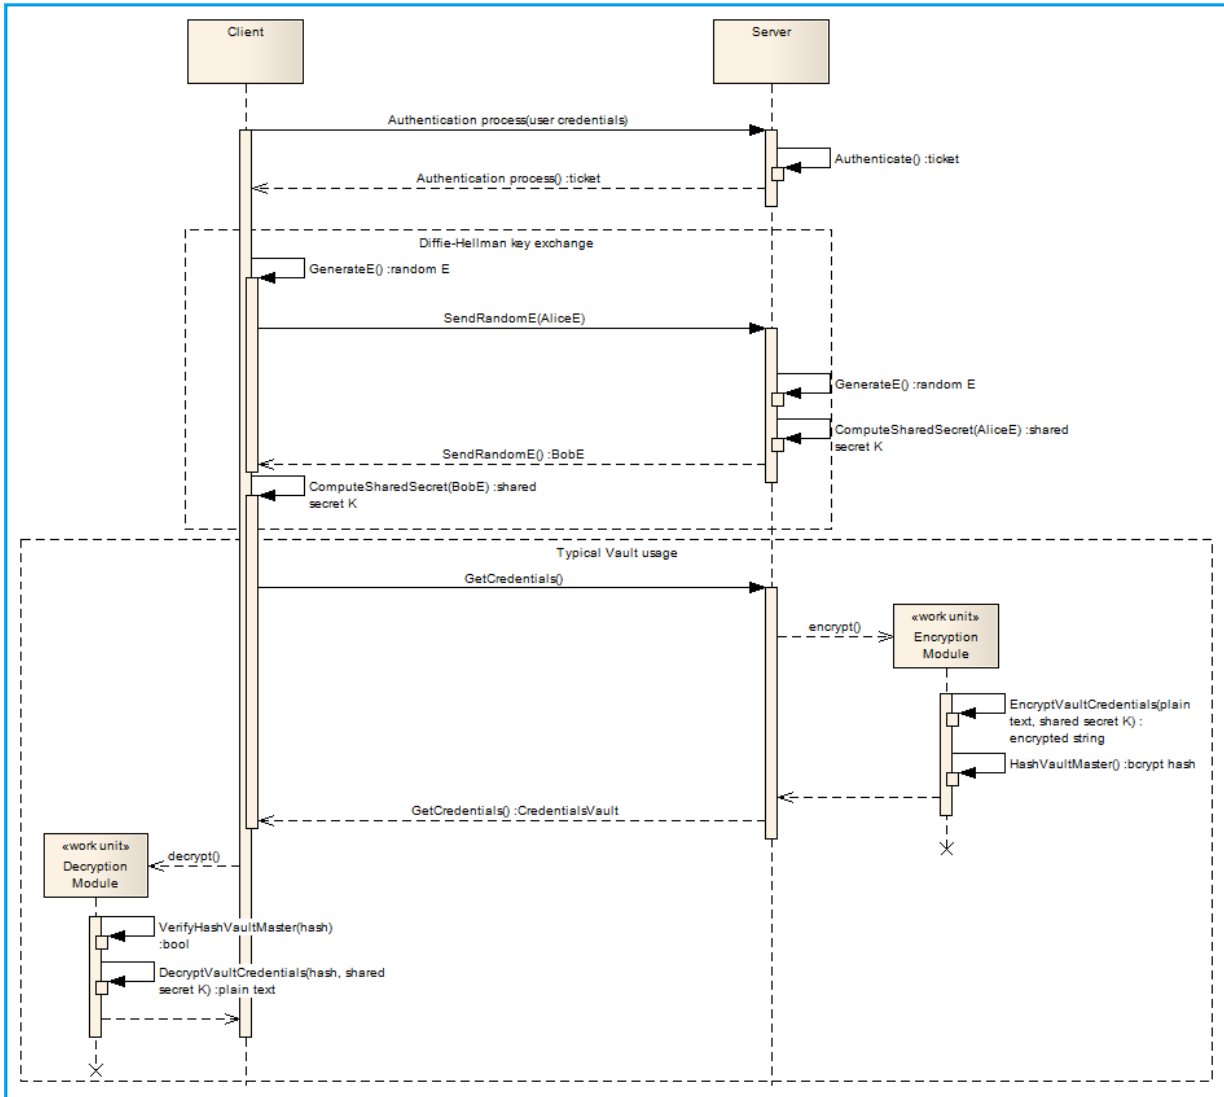 Client
Server
Authentication process(user credentials)
Authenticate() :ticket
Authentication process() :ticket
Diffie-Hellman key exchange
GenerateE() :random E
SendRandomE(AliceE)
GenerateE() :random E
ComputeSharedSecret(AliceE) :shared
secret K
SendRandomE() :BobE
ComputeSharedSecret(BobE) :shared
secret K
Typical Vault usage
GetCredentials()
encrypt()
«work unit»
Encryption
Module
EncryptVaultCredentials(plain
text, shared secret K) :
encrypted string
HashVaultMaster() :bcrypt hash
GetCredentials() :CredentialsVault
«work unit»
Decryption
Module
decrypt()
VerifyHashVaultMaster(hash)
:bool
DecryptVaultCredentials(hash, shared
secret K) :plain text